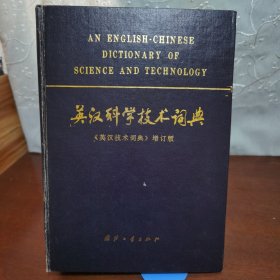 AN ENGLISH-CHINESE
DICTIONARY OF
SCIENCE AND TECHNOLOGY
英汉科学技术词典
《英汉技术词典》增订版
国防工业出版社